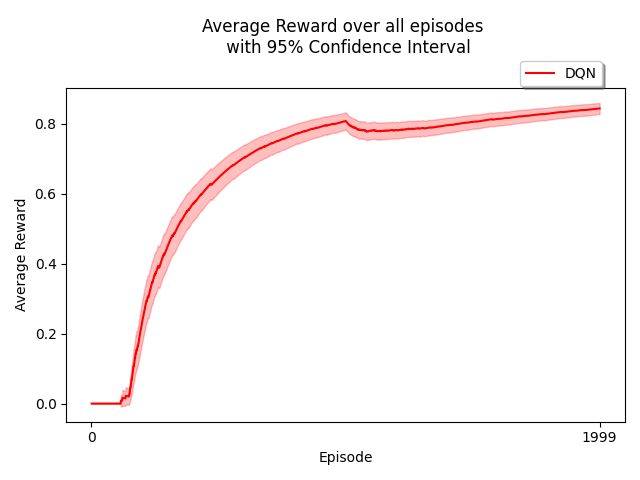 Average Reward over all episodes
with 95% Confidence Interval
DQN
0.8
0.6
0.4
0.2
0.0
Average Reward
0
1999
Episode